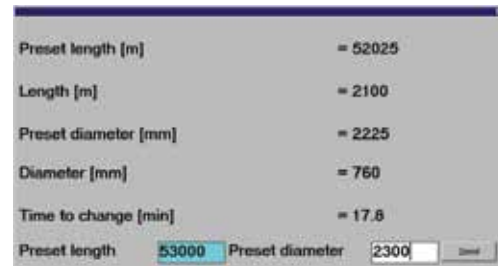 Preset length [m] = 52025
Length [m] = 2100
Preset diameter [mm] = 2225
Diameter [mm] = 760
Time to change [min] = 17.8
Preset length 53000 Preset diameter 2300